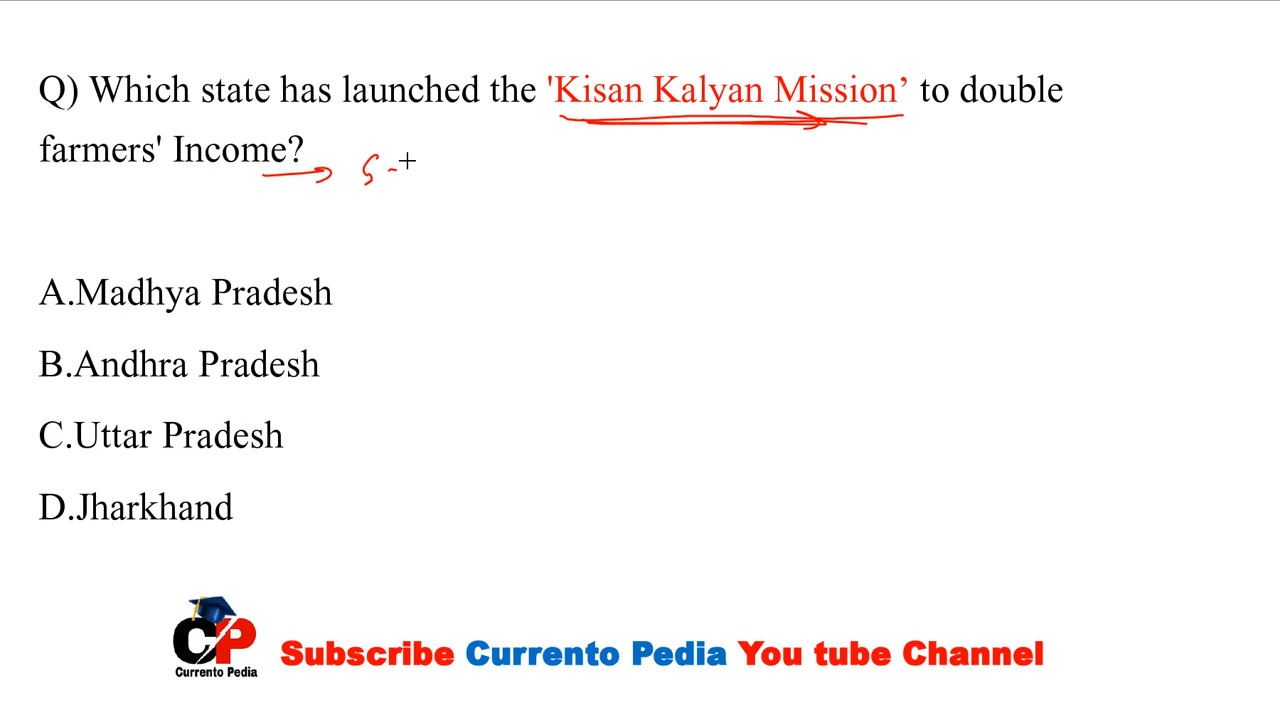 Q) Which state has launched the 'Kisan Kalyan Mission’ to double
farmers' Income?
A.Madhya Pradesh
B.Andhra Pradesh
C.Uttar Pradesh
D.Jharkhand
CP
Currento Pedia
Subscribe Currento Pedia You tube Channel